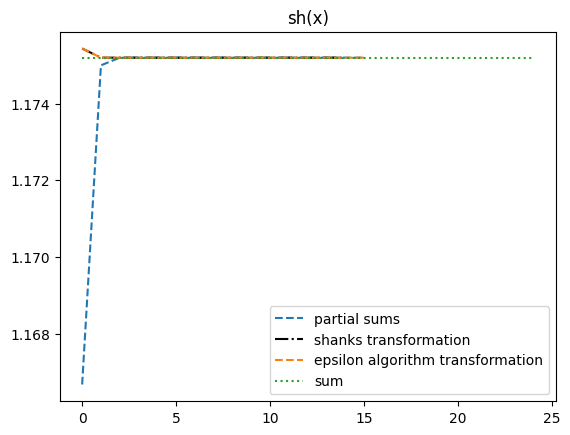 sh(x)
1.174
1.172
1.170
1.168
partial sums
shanks transformation
epsilon algorithm transformation
sum
0 5 10 15 20 25